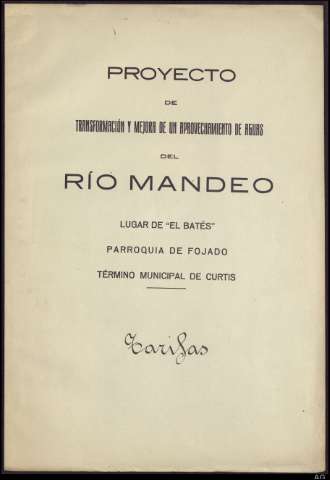 PROYECTO
DE
TRANSFORMACIÓN Y MEJORA DE UN APROVECHAMIENTO DE AGUAS
DEL
RÍO MANDEO
LUGAR DE "EL BATÉS"
PARROQUIA DE FOJADO
TÉRMINO MUNICIPAL DE CURTIS
Tarifas